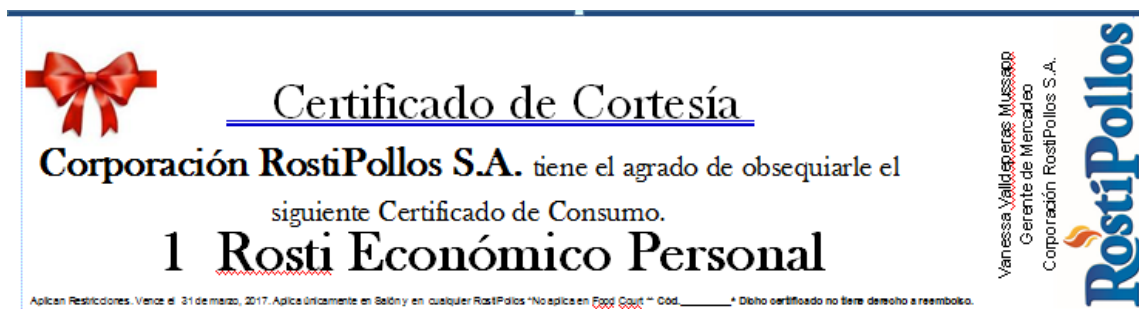 Certificado de Cortesía
Corporación RostiPollos S.A. tiene el agrado de obsequiarle el
siguiente Certificado de Consumo.
1 Rosti Económico Personal
Aplican Restricciones. Vence el 31 de marzo, 2017. Aplica únicamente en Salón y en cualquier RostiPollos *No aplica en Food Court ** Cód.________* Dicho certificado no tiene derecho a reembolso.
Vanessa Valldeperas Mussapp
Gerente de Mercadeo
Corporación RostiPollos S.A.
RostiPollos